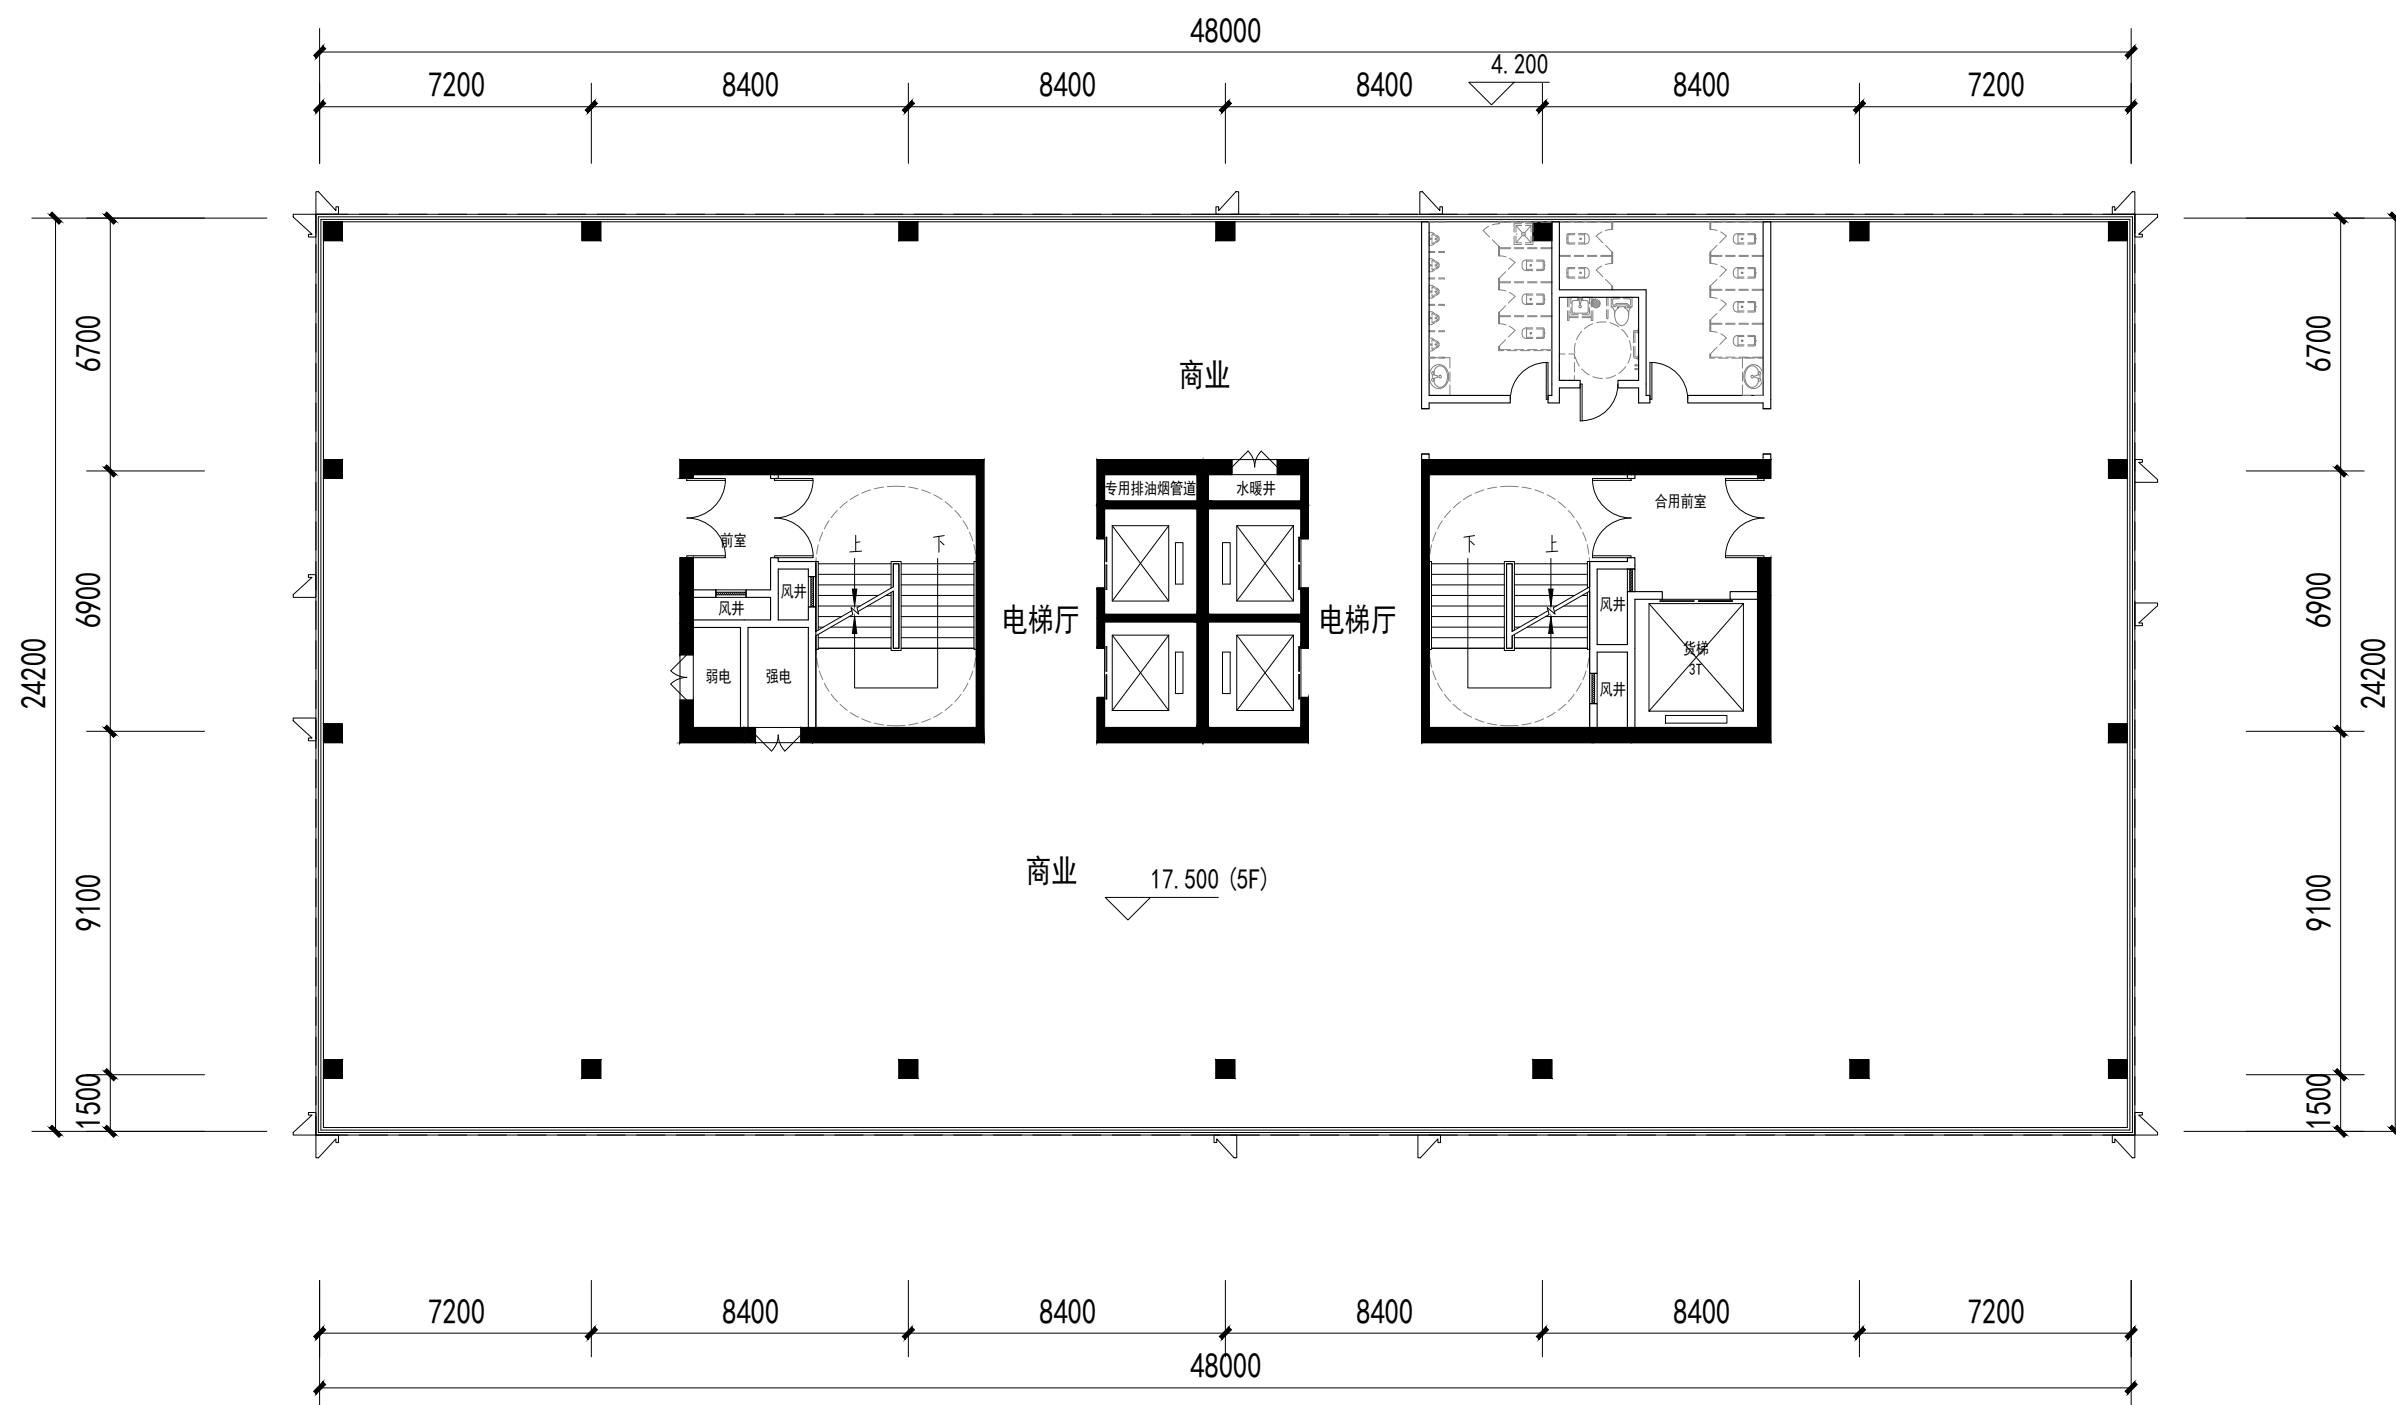 48000
4.200
7200 8400 8400 8400 8400 7200
6700 6700
商业
专用排油烟管道 水暖井
合用前室
前室 上 下 下 上
风井
风井 风井
6900 电梯厅 电梯厅 6900
24200 24200
货梯
3T
弱电 强电 风井
商业
17.500 (5F)
9100 9100
1500 1500
7200 8400 8400 8400 8400 7200
48000